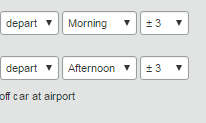 depart Morning ± 3
depart Afternoon ± 3
off car at airport